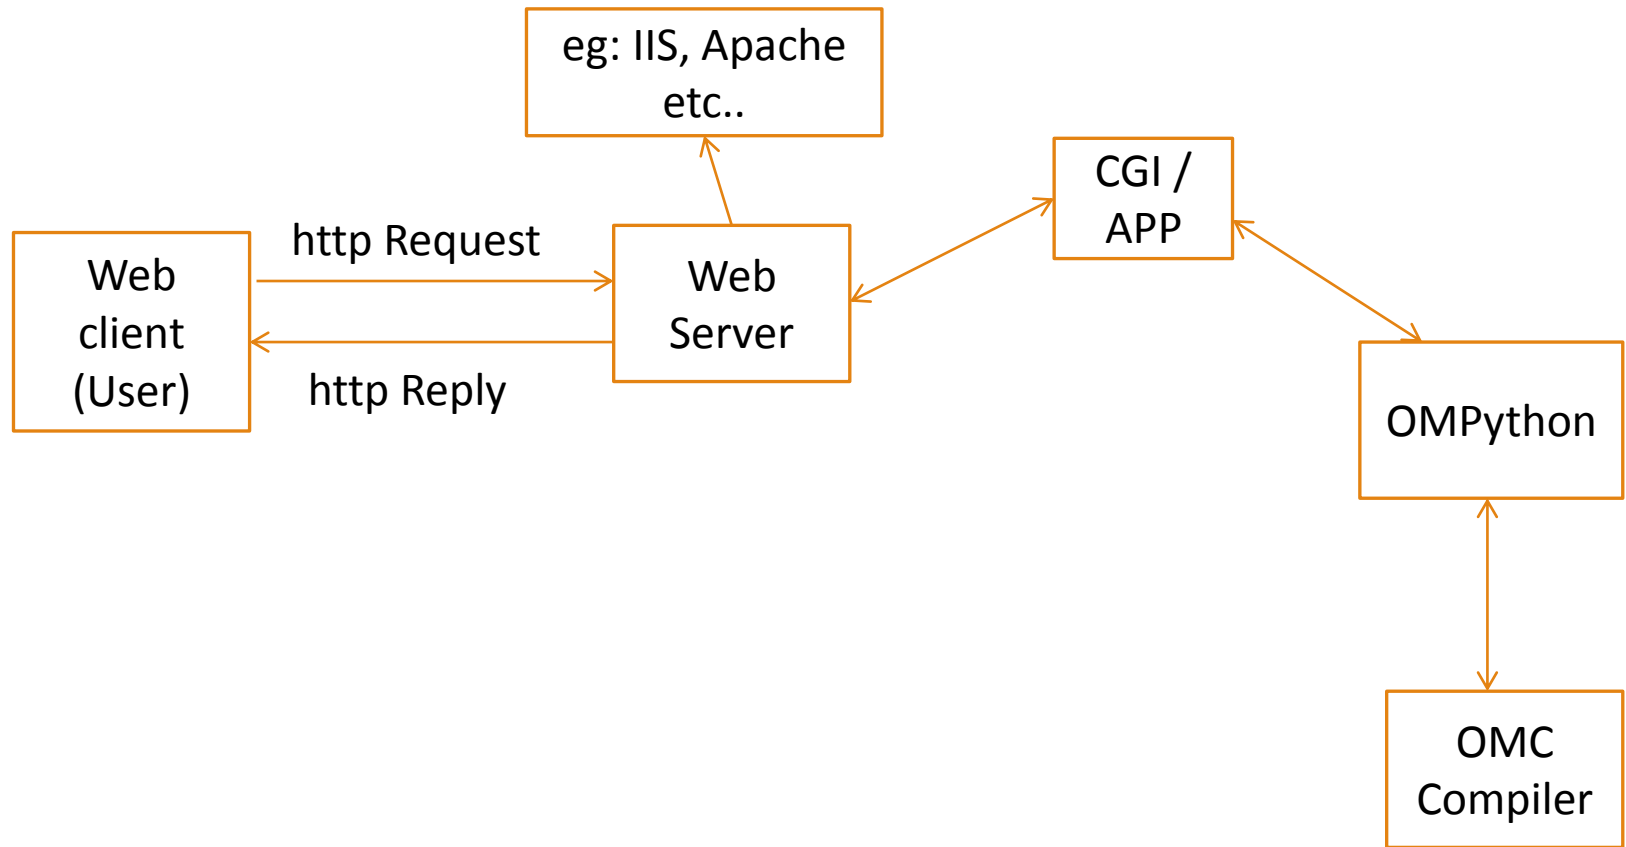 eg: IIS, Apache
etc..
CGI /
APP
http Request
Web
client
(User)
Web
Server
http Reply
OMPython
OMC
Compiler